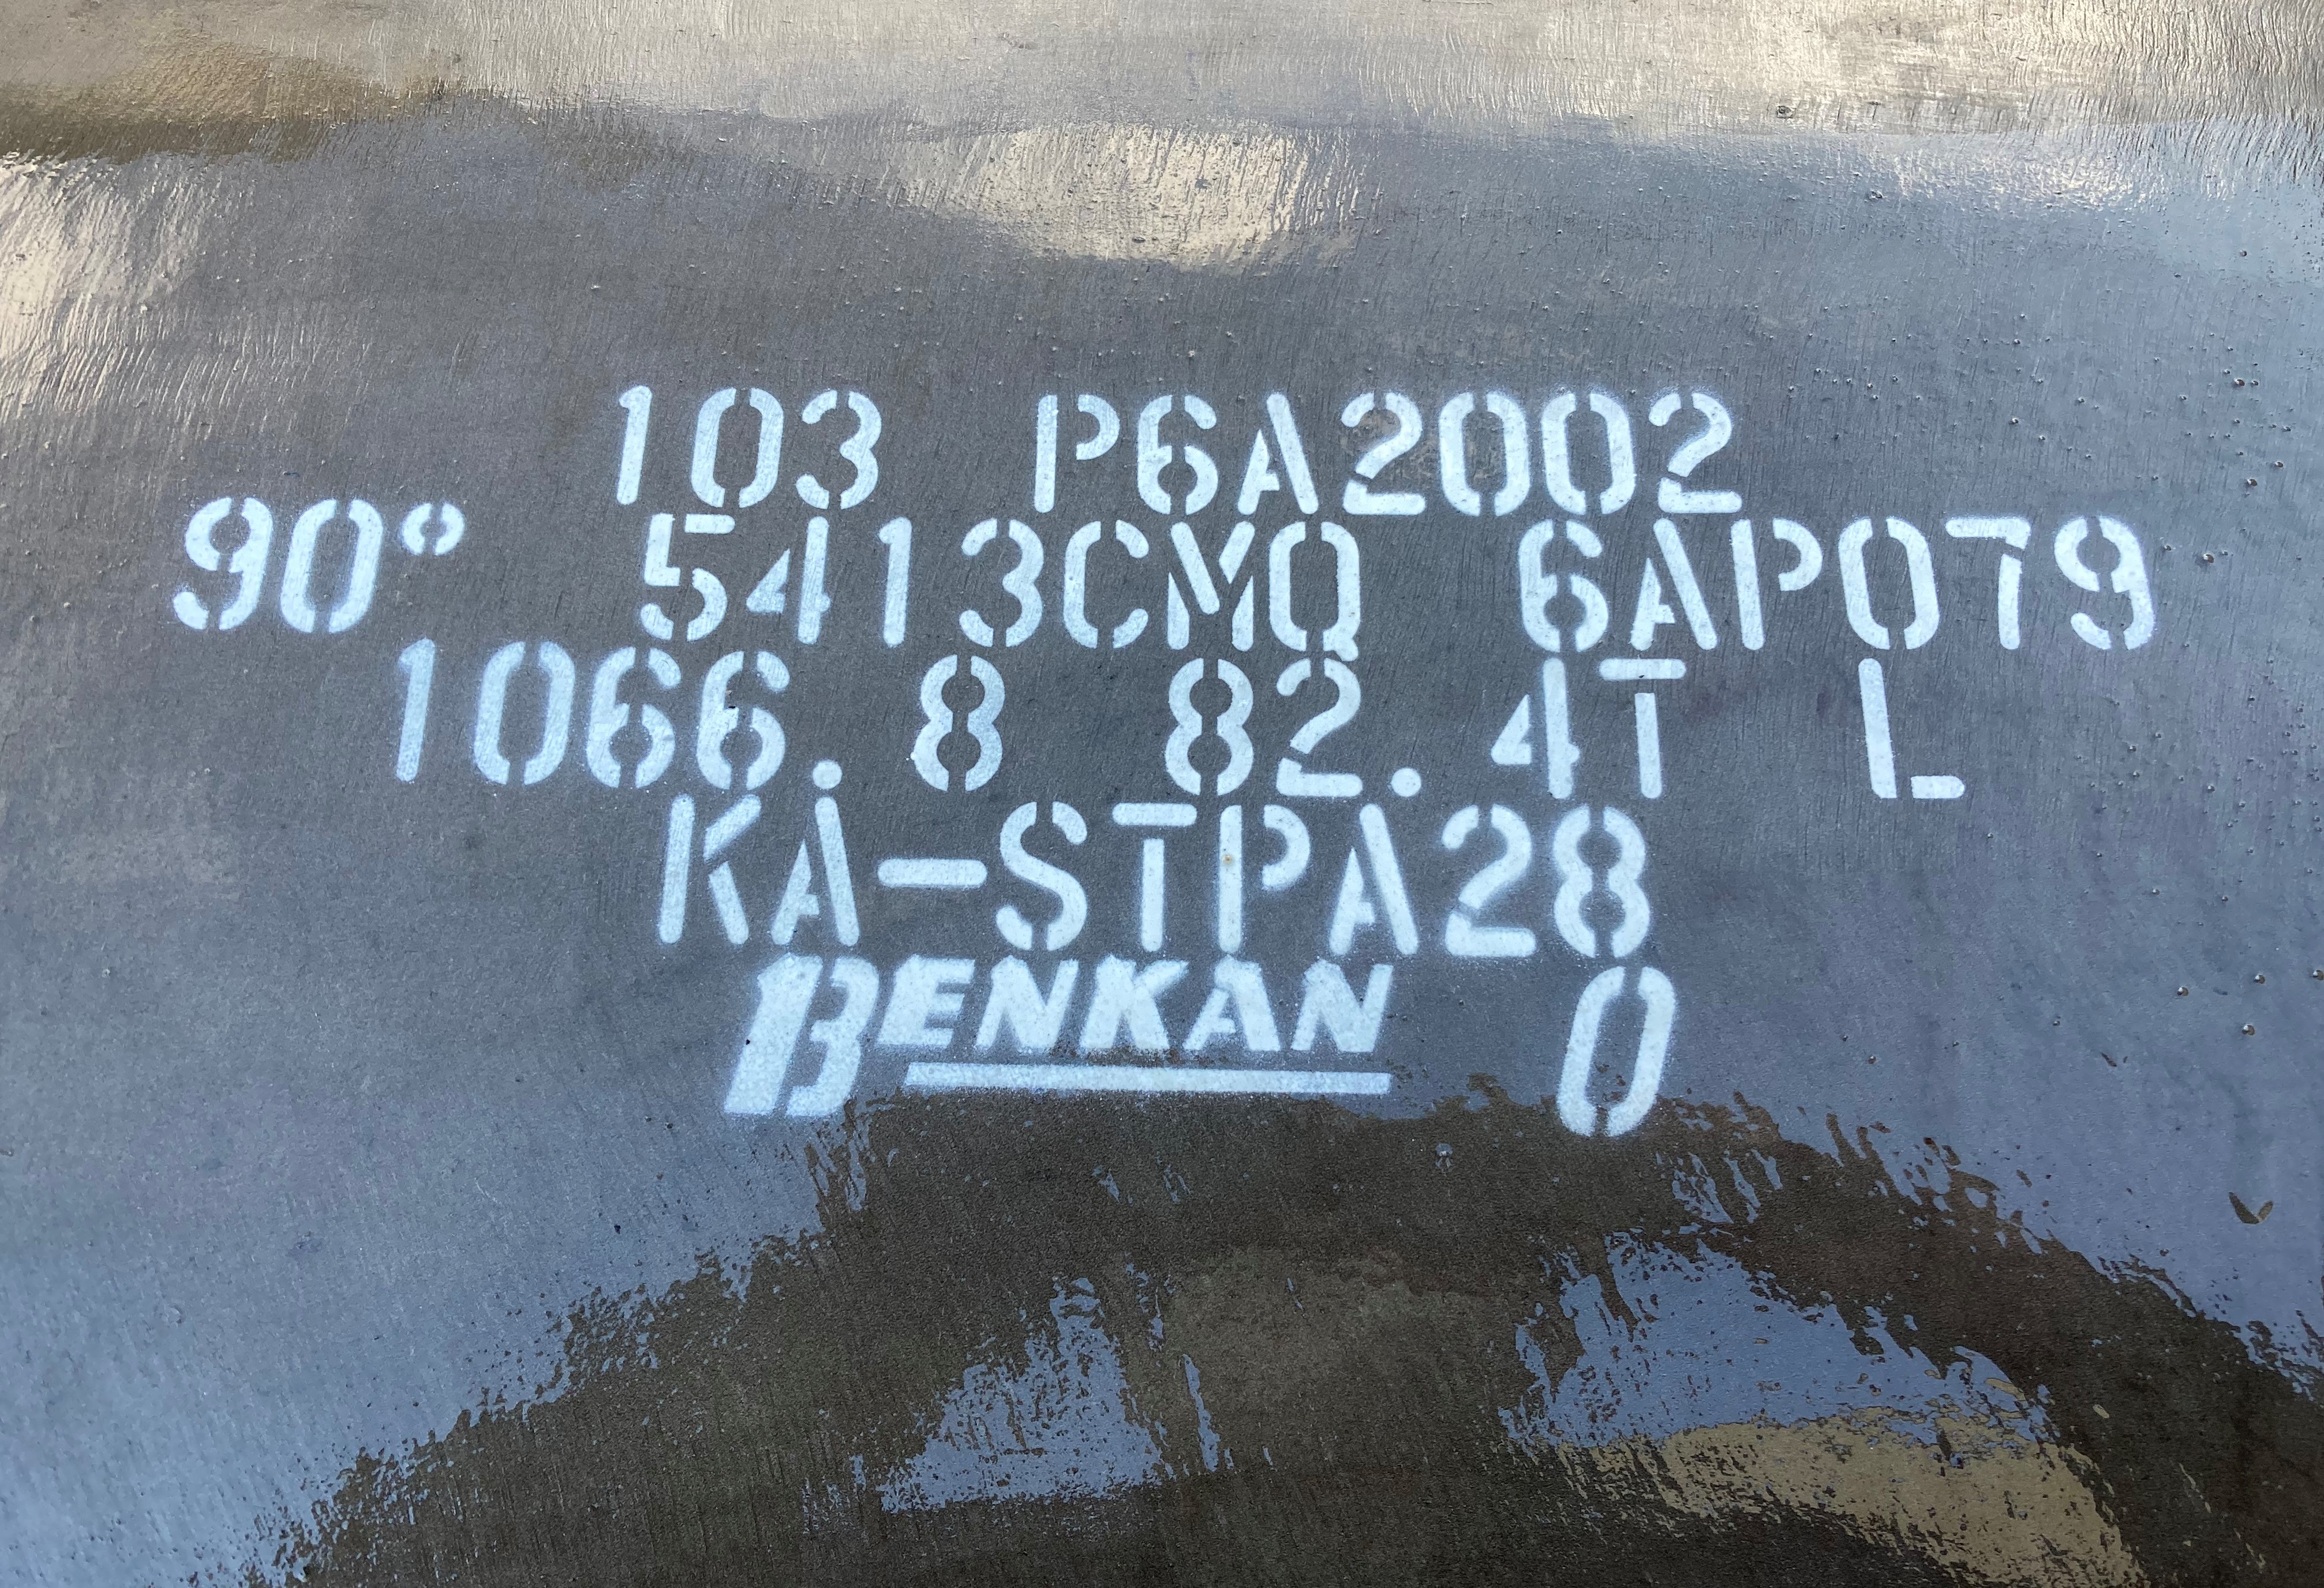 103 P6A2002
90° 5413CMQ 6AP079
1066.8 82.4T L
KA-STPA28
BENKAN 0